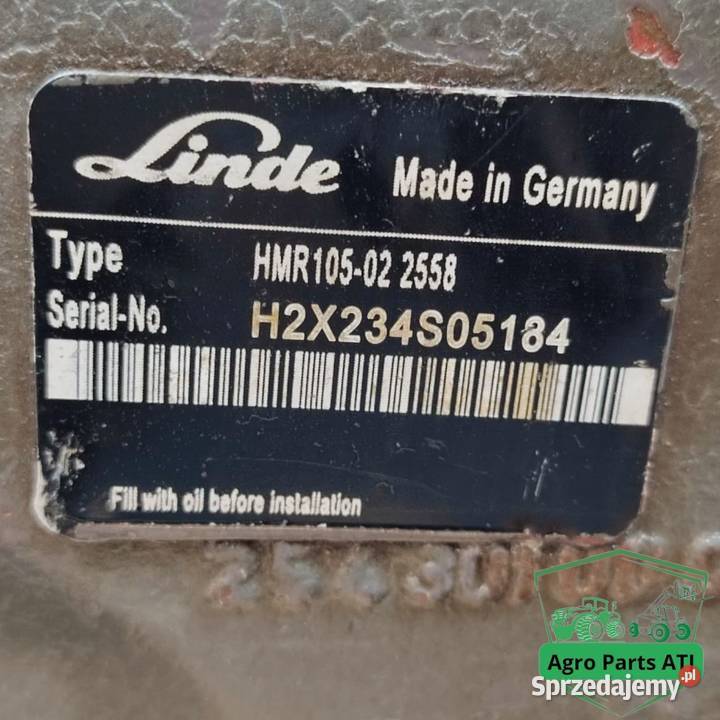 Linde Made in Germany
Type HMR105-02 2558
Serial-No. H2X234S05184
Fill with oil before installation
Agro Parts ATI
Sprzedajemy.pl